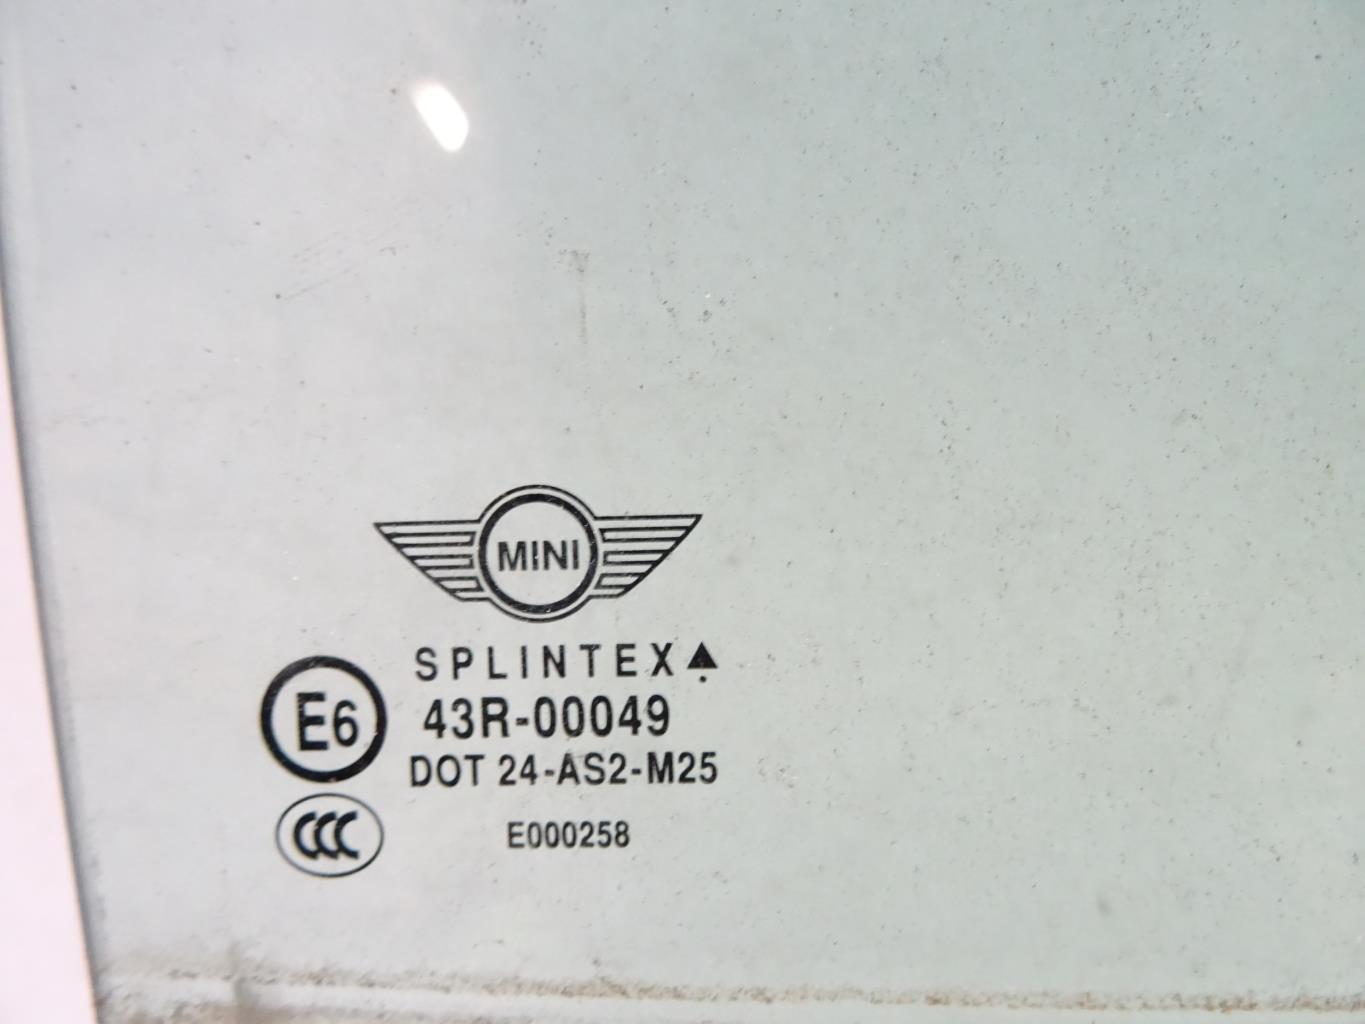 MINI
SPLINTEX
E6
43R-00049
DOT 24-AS2-M25
CCC
E000258